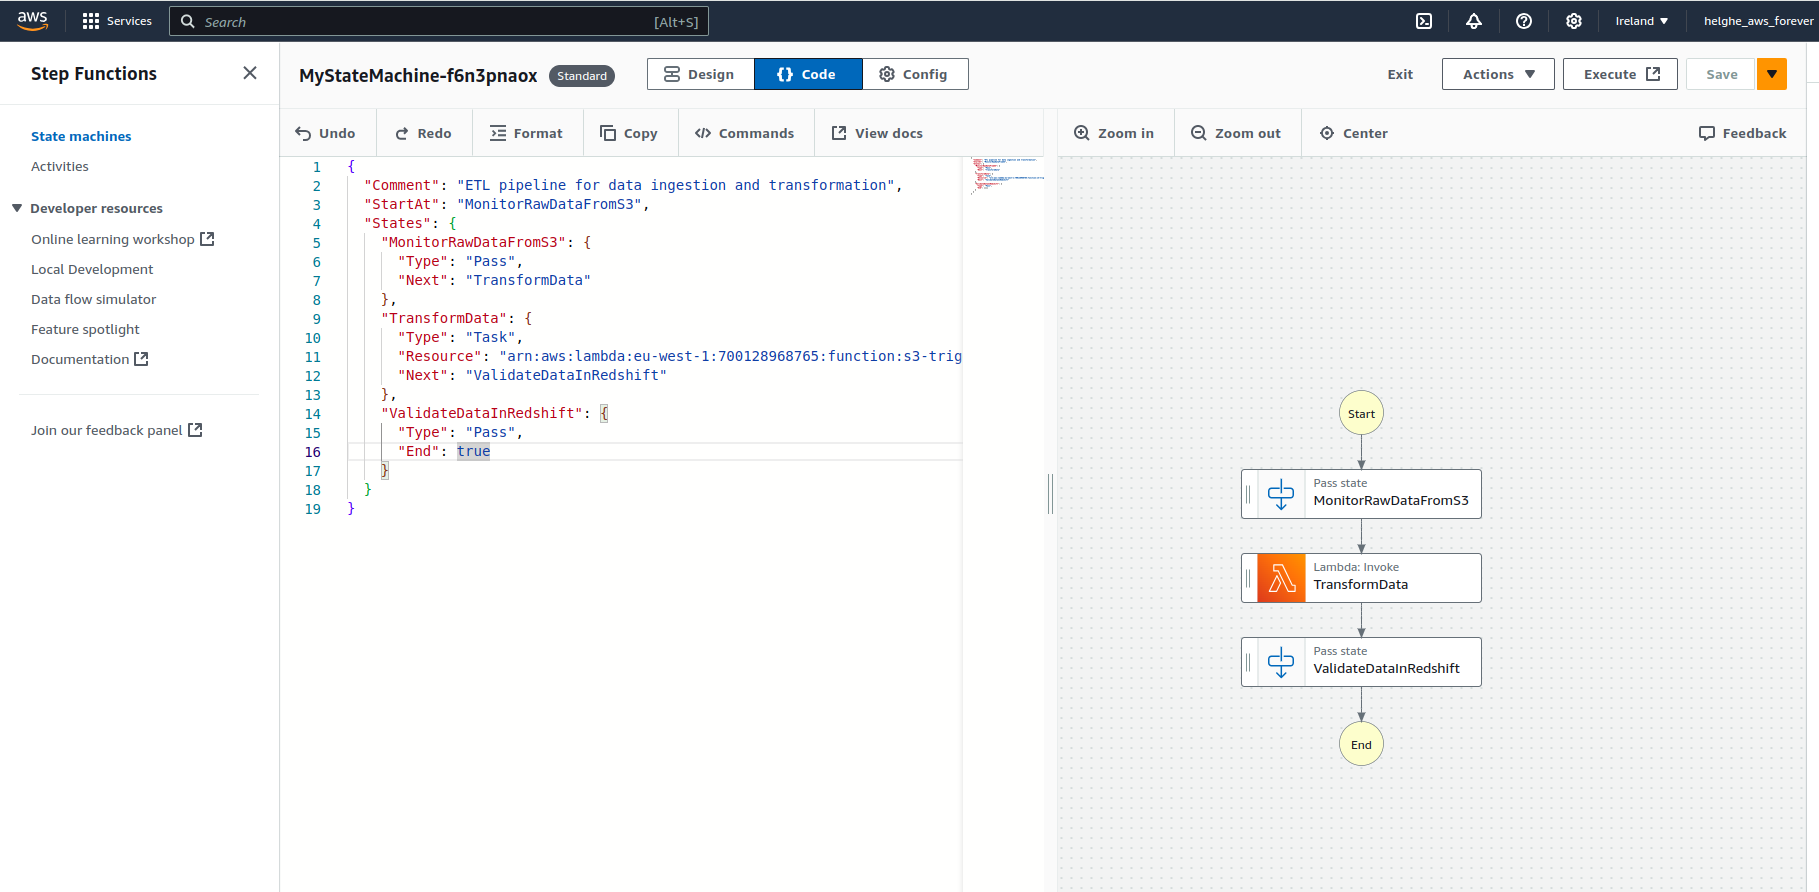 aws
Services
Search
[Alt+S]
Ireland
helghe_aws_forever
Step Functions
State machines
Activities
Developer resources
Online learning workshop
Local Development
Data flow simulator
Feature spotlight
Documentation
Join our feedback panel
MyStateMachine-f6n3pnaox
Standard
Design
{} Code
Config
Exit
Actions
Execute
Save
Undo
Redo
Format
Copy
Commands
View docs
Zoom in
Zoom out
Center
Feedback
1 {
2 "Comment": "ETL pipeline for data ingestion and transformation",
3 "StartAt": "MonitorRawDataFromS3",
4 "States": {
5 "MonitorRawDataFromS3": {
6 "Type": "Pass",
7 "Next": "TransformData"
8 },
9 "TransformData": {
10 "Type": "Task",
11 "Resource": "arn:aws:lambda:eu-west-1:700128968765:function:s3-trig
12 "Next": "ValidateDataInRedshift"
13 },
14 "ValidateDataInRedshift": {
15 "Type": "Pass",
16 "End": true
17 }
18 }
19 }
Start
Pass state
MonitorRawDataFromS3
Lambda: Invoke
TransformData
Pass state
ValidateDataInRedshift
End